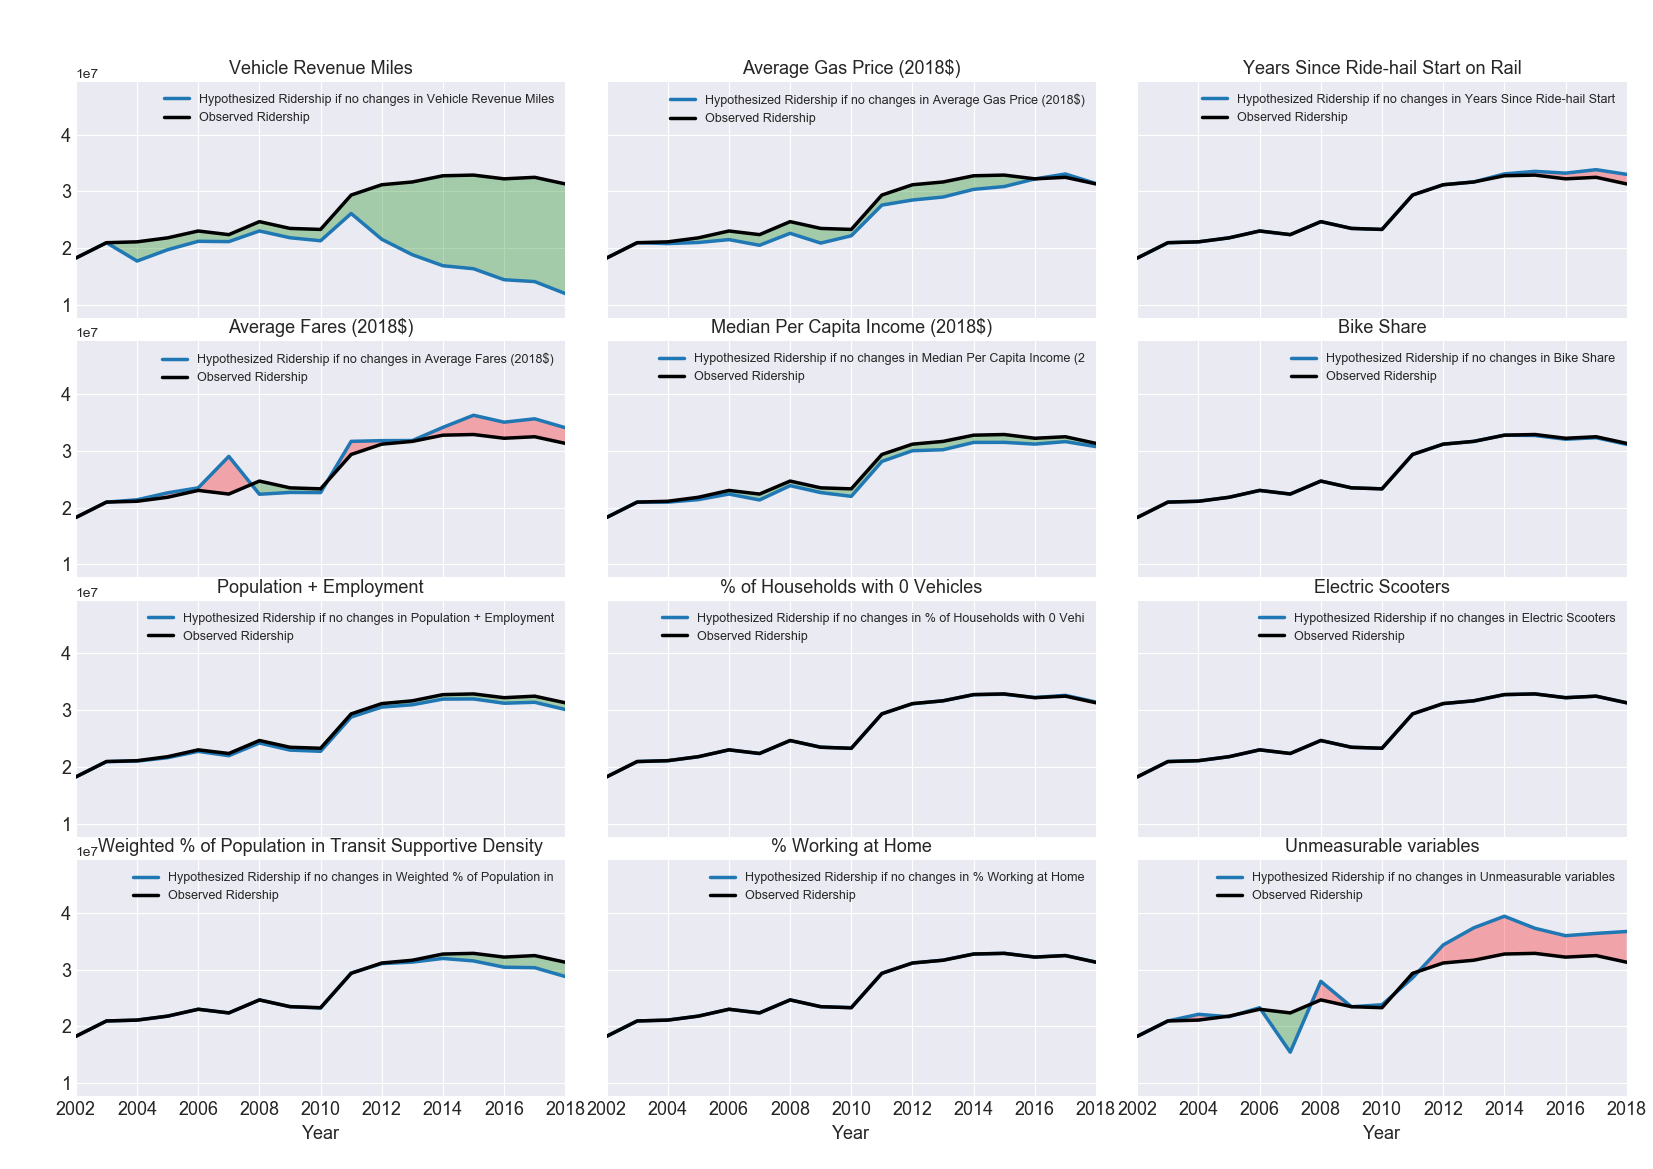 Vehicle Revenue Miles
1e7
Hypothesized Ridership if no changes in Vehicle Revenue Miles
Observed Ridership
4
3
2
1
Average Gas Price (2018$)
Hypothesized Ridership if no changes in Average Gas Price (2018$)
Observed Ridership
Years Since Ride-hail Start on Rail
Hypothesized Ridership if no changes in Years Since Ride-hail Start
Observed Ridership
Average Fares (2018$)
1e7
Hypothesized Ridership if no changes in Average Fares (2018$)
Observed Ridership
4
3
2
1
Median Per Capita Income (2018$)
Hypothesized Ridership if no changes in Median Per Capita Income (2
Observed Ridership
Bike Share
Hypothesized Ridership if no changes in Bike Share
Observed Ridership
Population + Employment
1e7
Hypothesized Ridership if no changes in Population + Employment
Observed Ridership
4
3
2
1
% of Households with 0 Vehicles
Hypothesized Ridership if no changes in % of Households with 0 Vehi
Observed Ridership
Electric Scooters
Hypothesized Ridership if no changes in Electric Scooters
Observed Ridership
Weighted % of Population in Transit Supportive Density
1e7
Hypothesized Ridership if no changes in Weighted % of Population in
Observed Ridership
4
3
2
1
2002 2004 2006 2008 2010 2012 2014 2016 2018
Year
% Working at Home
Hypothesized Ridership if no changes in % Working at Home
Observed Ridership
2002 2004 2006 2008 2010 2012 2014 2016 2018
Year
Unmeasurable variables
Hypothesized Ridership if no changes in Unmeasurable variables
Observed Ridership
2002 2004 2006 2008 2010 2012 2014 2016 2018
Year